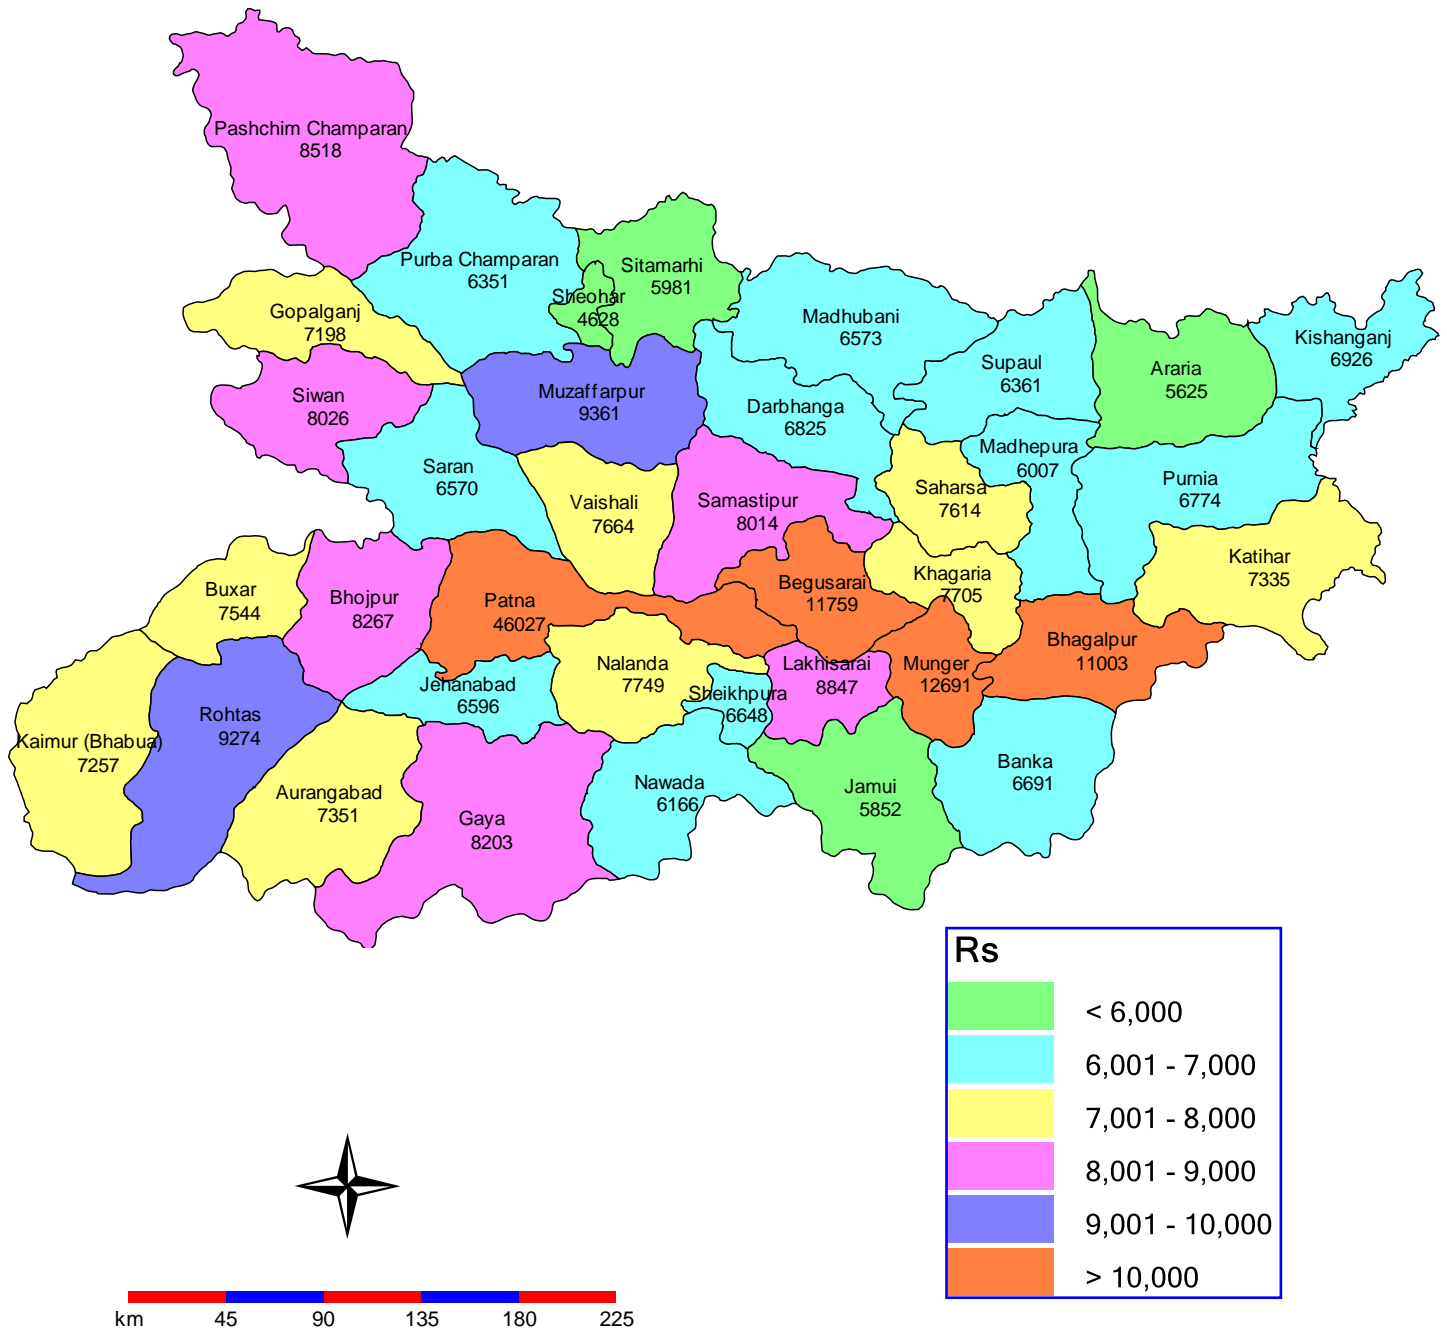 Pashchim Champaran
8518
Purba Champaran
6351
Sitamarhi
5981
Sheohar
4628
Gopalganj
7198
Madhubani
6573
Kishanganj
6926
Supaul
6361
Araria
5625
Siwan
8026
Muzaffarpur
9361
Darbhanga
6825
Madhepura
6007
Saran
6570
Vaishali
7664
Samastipur
8014
Saharsa
7614
Purnia
6774
Katihar
7335
Buxar
7544
Bhojpur
8267
Patna
46027
Begusarai
11759
Khagaria
7705
Bhagalpur
11003
Nalanda
7749
Lakhisarai
8847
Munger
12691
Jehanabad
6596
Sheikhpura
6648
Rohtas
9274
Kaimur (Bhabua)
7257
Aurangabad
7351
Gaya
8203
Nawada
6166
Jamui
5852
Banka
6691
Rs
< 6,000
6,001 - 7,000
7,001 - 8,000
8,001 - 9,000
9,001 - 10,000
> 10,000
km 45 90 135 180 225